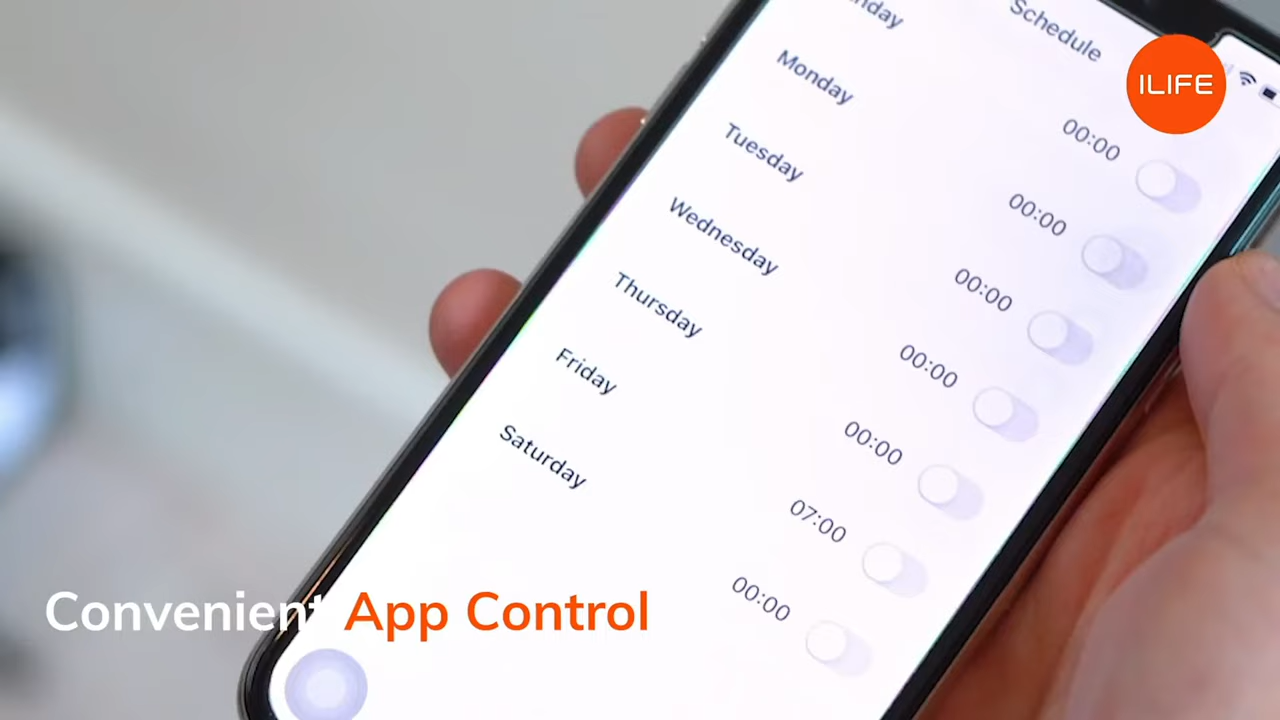 Schedule
ILIFE
nday 00:00
Monday 00:00
Tuesday 00:00
Wednesday 00:00
Thursday 00:00
Friday 07:00
Saturday 00:00
Convenient App Control